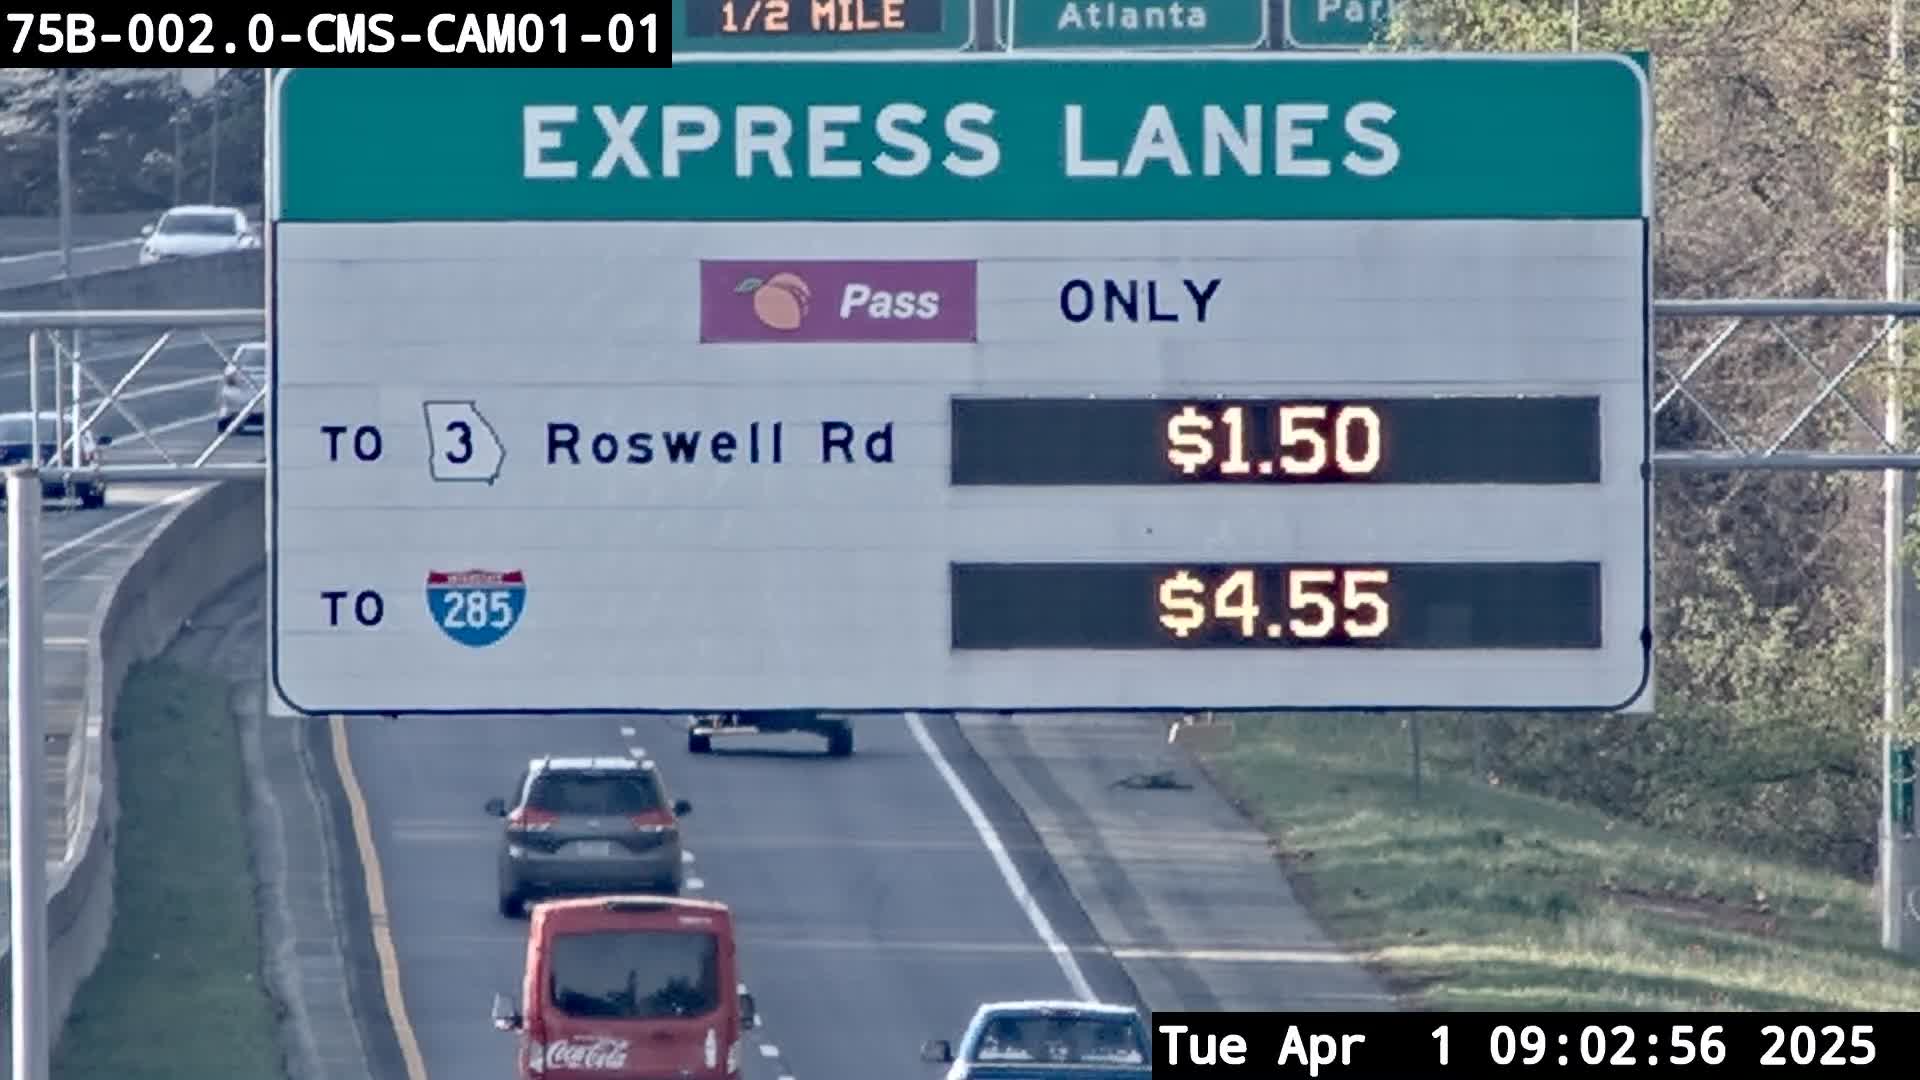 75B-002.0-CMS-CAM01-01
1/2 MILE
Atlanta
EXPRESS LANES
Pass ONLY
TO 3 Roswell Rd $1.50
TO INTERSTATE 285 $4.55
Coca-Cola
Tue Apr 1 09:02:56 2025